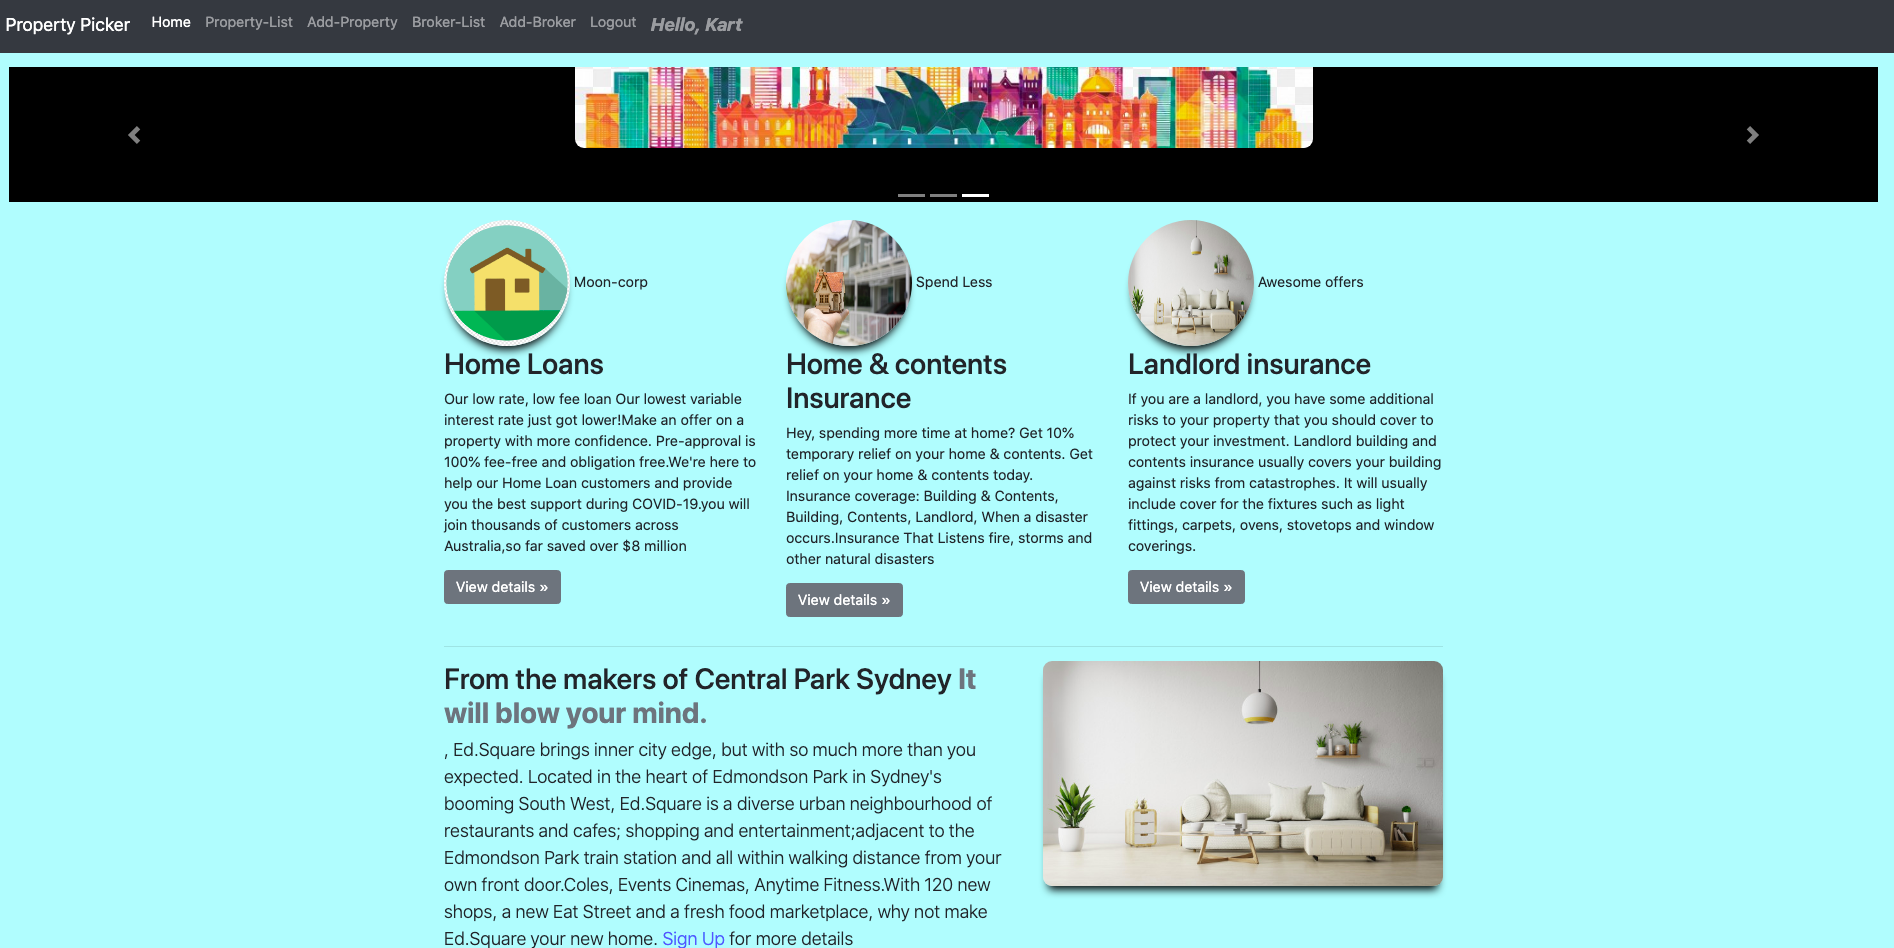 Property Picker Home Property-List Add-Property Broker-List Add-Broker Logout Hello, Kart
Moon-corp
Home Loans
Our low rate, low fee loan Our lowest variable
interest rate just got lower!Make an offer on a
property with more confidence. Pre-approval is
100% fee-free and obligation free.We're here to
help our Home Loan customers and provide
you the best support during COVID-19.you will
join thousands of customers across
Australia,so far saved over $8 million
View details »
Spend Less
Home & contents
Insurance
Hey, spending more time at home? Get 10%
temporary relief on your home & contents. Get
relief on your home & contents today.
Insurance coverage: Building & Contents,
Building, Contents, Landlord, When a disaster
occurs.Insurance That Listens fire, storms and
other natural disasters
View details »
Awesome offers
Landlord insurance
If you are a landlord, you have some additional
risks to your property that you should cover to
protect your investment. Landlord building and
contents insurance usually covers your building
against risks from catastrophes. It will usually
include cover for the fixtures such as light
fittings, carpets, ovens, stovetops and window
coverings.
View details »
From the makers of Central Park Sydney It
will blow your mind.
, Ed.Square brings inner city edge, but with so much more than you
expected. Located in the heart of Edmondson Park in Sydney's
booming South West, Ed.Square is a diverse urban neighbourhood of
restaurants and cafes; shopping and entertainment;adjacent to the
Edmondson Park train station and all within walking distance from your
own front door.Coles, Events Cinemas, Anytime Fitness.With 120 new
shops, a new Eat Street and a fresh food marketplace, why not make
Ed.Square your new home. Sign Up for more details